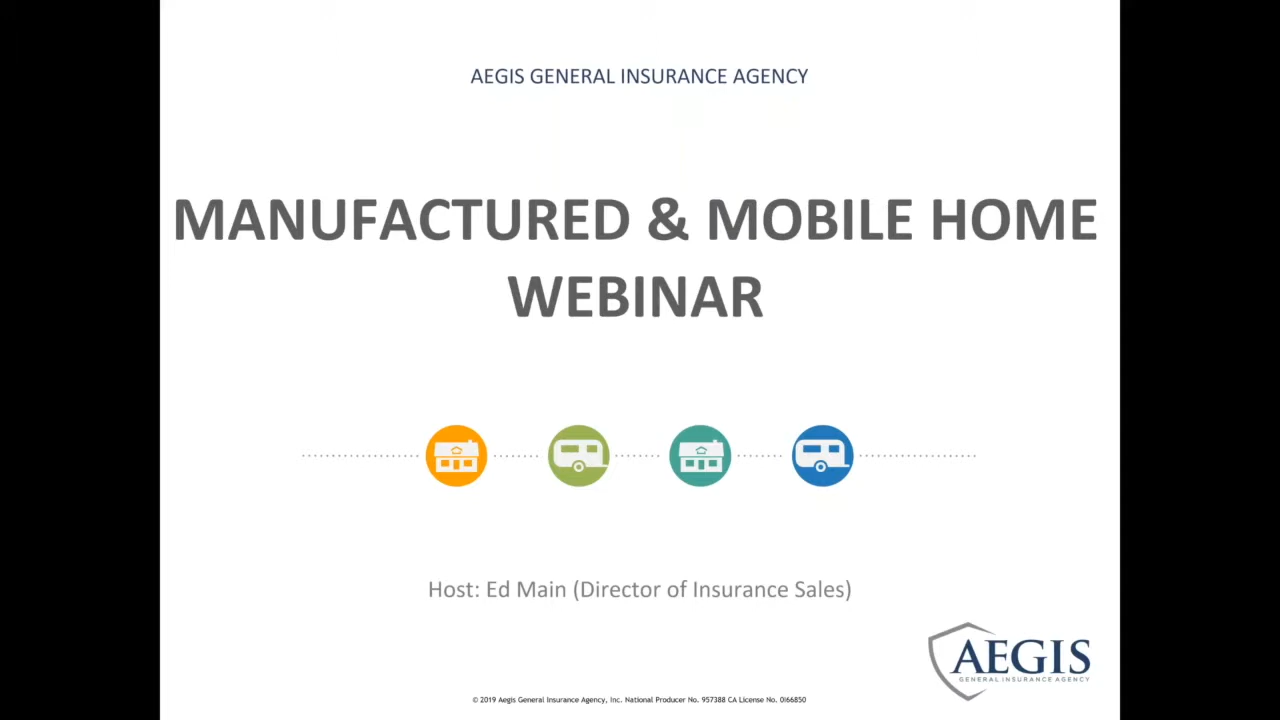 AEGIS GENERAL INSURANCE AGENCY
MANUFACTURED & MOBILE HOME
WEBINAR
Host: Ed Main (Director of Insurance Sales)
AEGIS
GENERAL INSURANCE AGENCY
© 2019 Aegis General Insurance Agency, Inc. National Producer No. 957388 CA License No. 0I66850